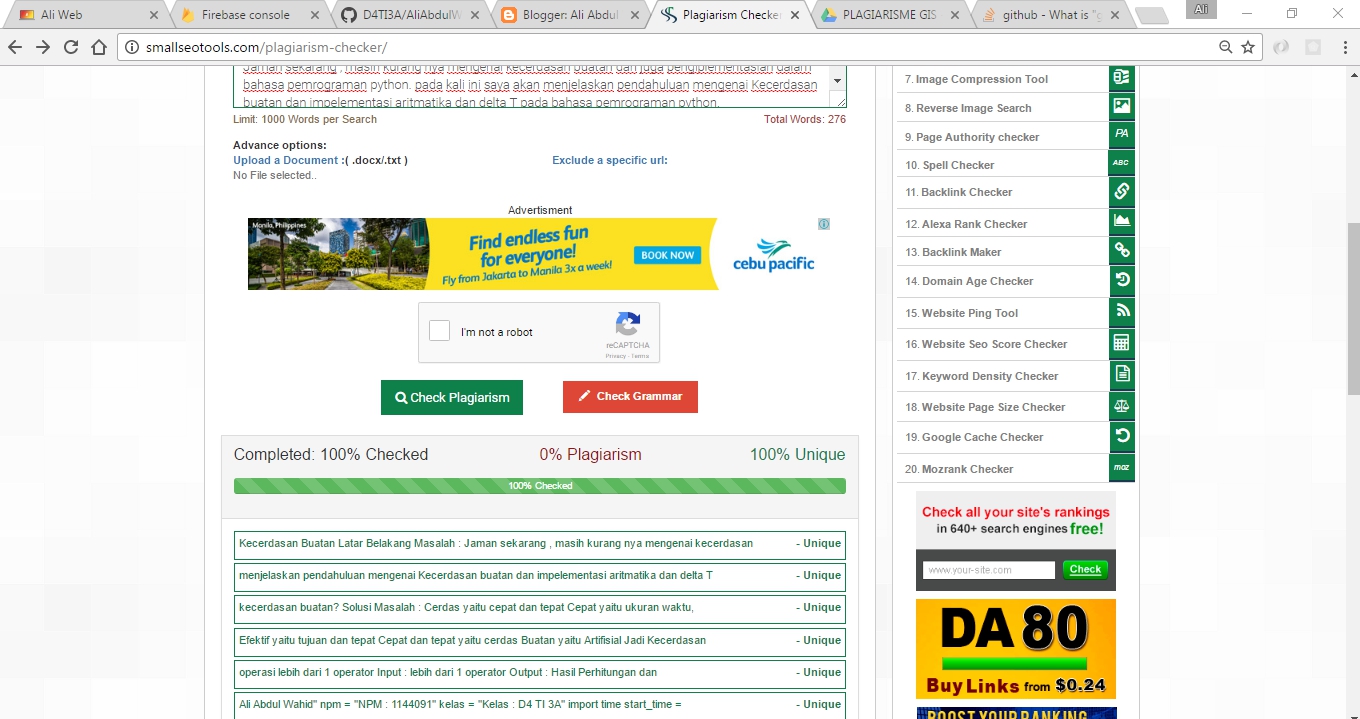 Ali Web
Firebase console
D4TI3A/AliAbdulW
Blogger: Ali Abdul
Plagiarism Checker
PLAGIARISME GIS
github - What is "g
Ali
smallseotools.com/plagiarism-checker/
Jaman sekarang , masih kurang nya mengenai kecerdasan buatan dan juga pengiplementasian dalam
bahasa pemrograman python. pada kali ini saya akan menjelaskan pendahuluan mengenai Kecerdasan
buatan dan impelementasi aritmatika dan delta T pada bahasa pemrograman python.
Limit: 1000 Words per Search
Total Words: 276
Advance options:
Upload a Document :( .docx/.txt )
Exclude a specific url:
No File selected..
Advertisment
Manila, Philippines
Find endless fun
for everyone!
Fly from Jakarta to Manila 3x a week!
BOOK NOW
cebu pacific
I'm not a robot
reCAPTCHA
Privacy - Terms
Check Plagiarism
Check Grammar
Completed: 100% Checked
0% Plagiarism
100% Unique
100% Checked
Kecerdasan Buatan Latar Belakang Masalah : Jaman sekarang , masih kurang nya mengenai kecerdasan
- Unique
menjelaskan pendahuluan mengenai Kecerdasan buatan dan impelementasi aritmatika dan delta T
- Unique
kecerdasan buatan? Solusi Masalah : Cerdas yaitu cepat dan tepat Cepat yaitu ukuran waktu,
- Unique
Efektif yaitu tujuan dan tepat Cepat dan tepat yaitu cerdas Buatan yaitu Artifisial Jadi Kecerdasan
- Unique
operasi lebih dari 1 operator Input : lebih dari 1 operator Output : Hasil Perhitungan dan
- Unique
Ali Abdul Wahid" npm = "NPM : 1144091" kelas = "Kelas : D4 TI 3A" import time start_time =
- Unique
7. Image Compression Tool
8. Reverse Image Search
9. Page Authority checker
PA
10. Spell Checker
ABC
11. Backlink Checker
12. Alexa Rank Checker
13. Backlink Maker
14. Domain Age Checker
15. Website Ping Tool
16. Website Seo Score Checker
17. Keyword Density Checker
18. Website Page Size Checker
19. Google Cache Checker
20. Mozrank Checker
moz
Check all your site's rankings
in 640+ search engines free!
www.your-site.com
Check
DA 80
Buy Links from $0.24
BOOST YOUR RANKING